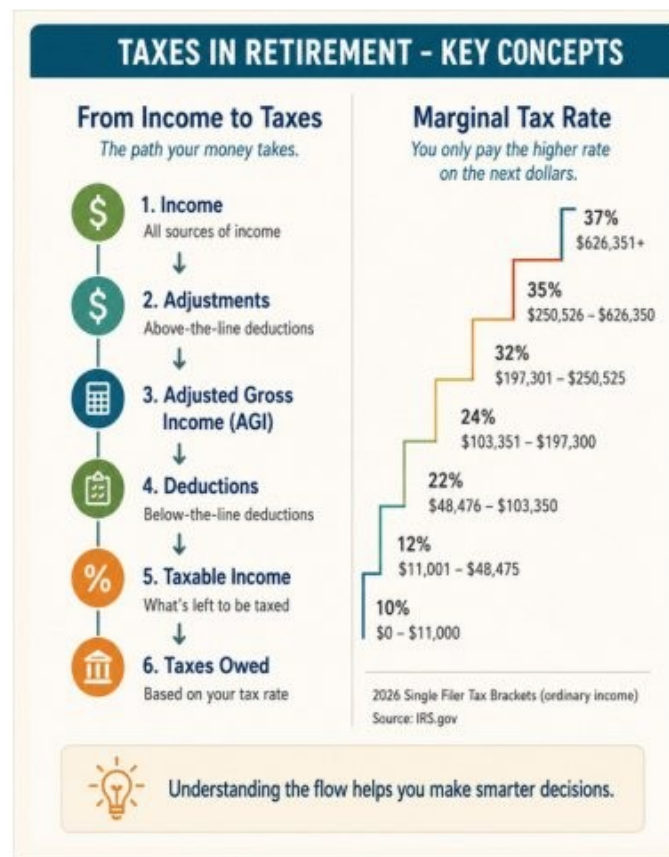 TAXES IN RETIREMENT – KEY CONCEPTS
From Income to Taxes
The path your money takes.
1. Income
All sources of income
2. Adjustments
Above-the-line deductions
3. Adjusted Gross
Income (AGI)
4. Deductions
Below-the-line deductions
5. Taxable Income
What's left to be taxed
6. Taxes Owed
Based on your tax rate
Marginal Tax Rate
You only pay the higher rate
on the next dollars.
37%
$626,351+
35%
$250,526 – $626,350
32%
$197,301 – $250,525
24%
$103,351 – $197,300
22%
$48,476 – $103,350
12%
$11,001 – $48,475
10%
$0 – $11,000
2026 Single Filer Tax Brackets (ordinary income)
Source: IRS.gov
Understanding the flow helps you make smarter decisions.